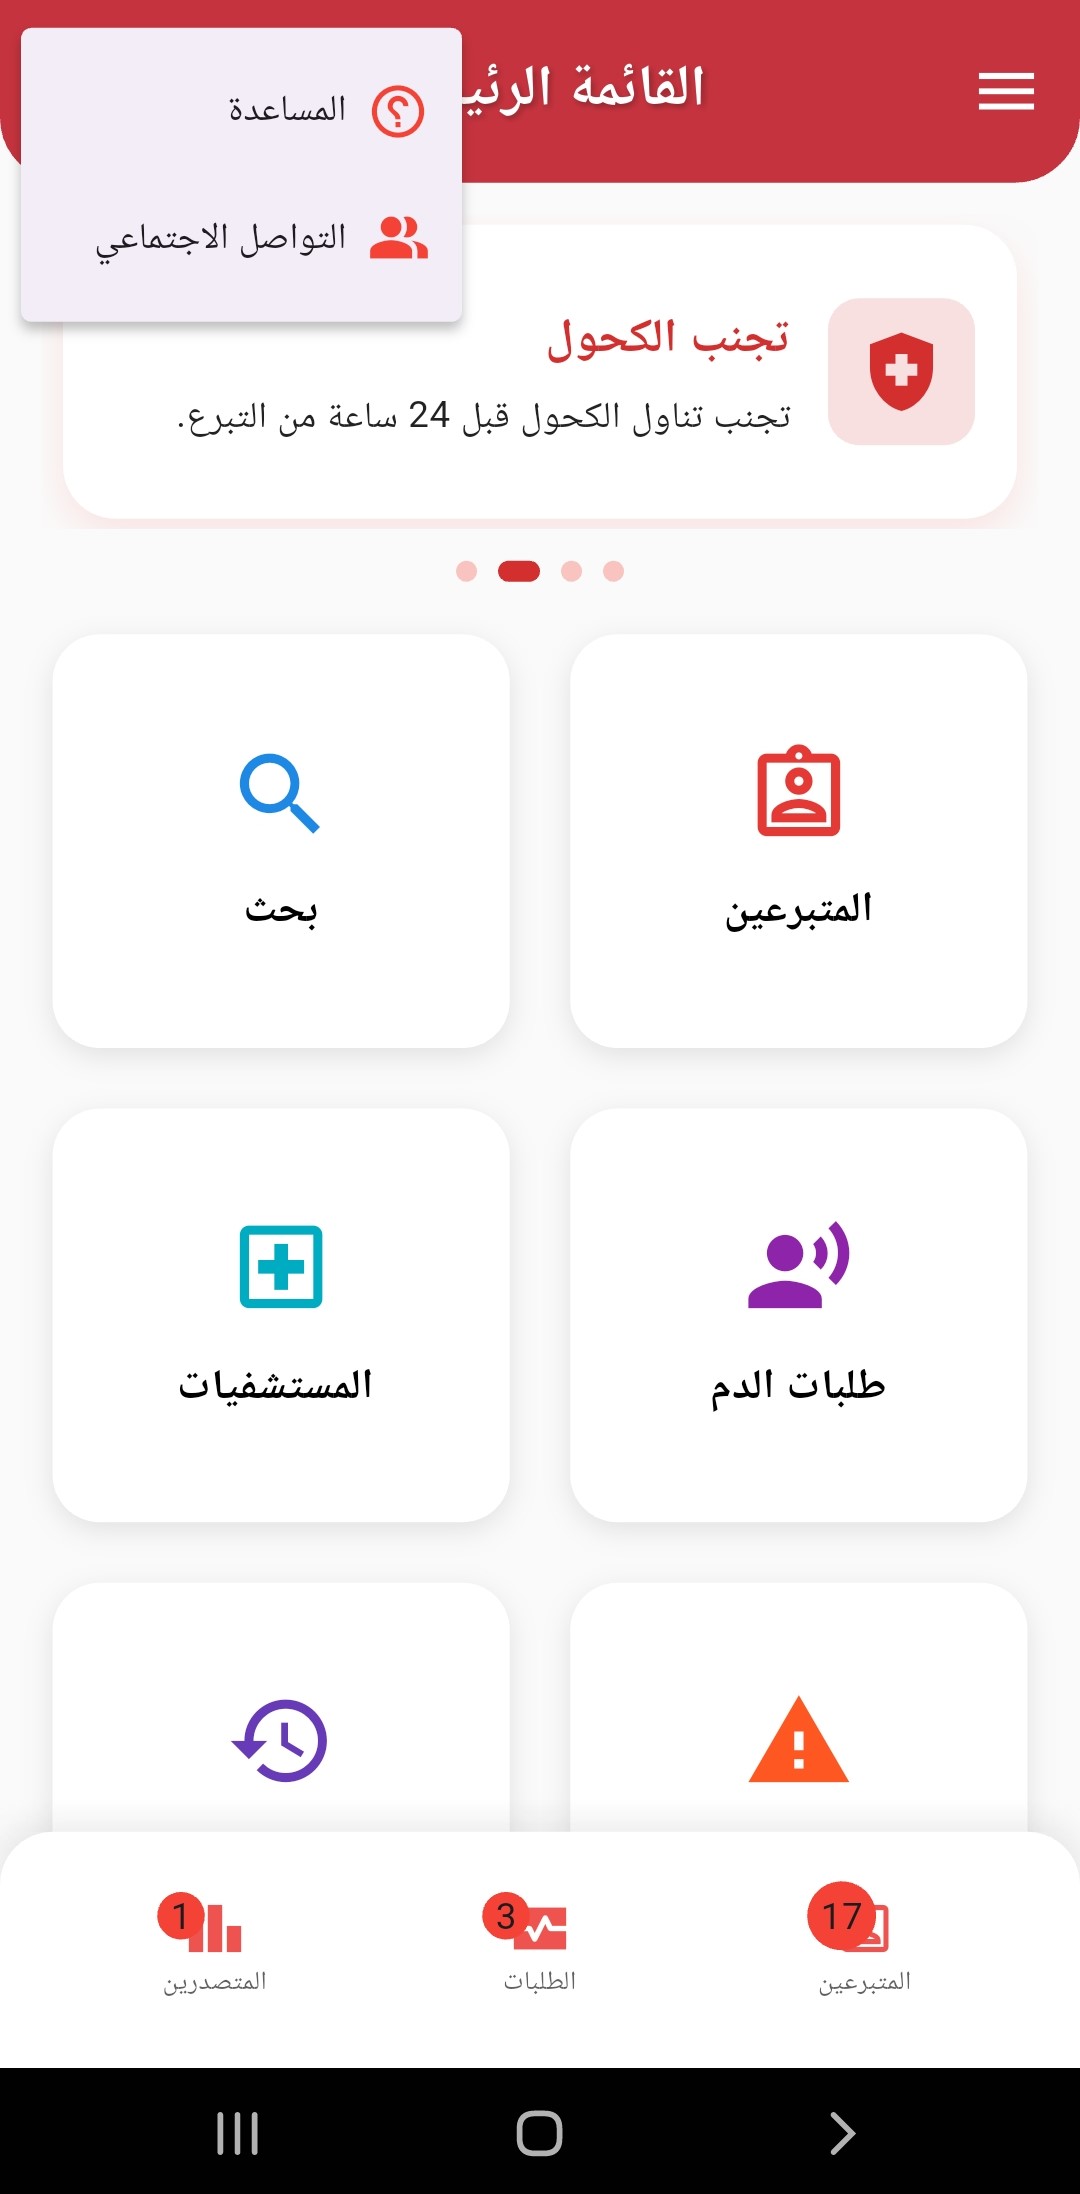 القائمة الرئي
المساعدة
التواصل الاجتماعي
تجنب الكحول
تجنب تناول الكحول قبل 24 ساعة من التبرع.
المتبرعين
بحث
طلبات الدم
المستشفيات
17
3
1
المتبرعين
الطلبات
المتصدرين